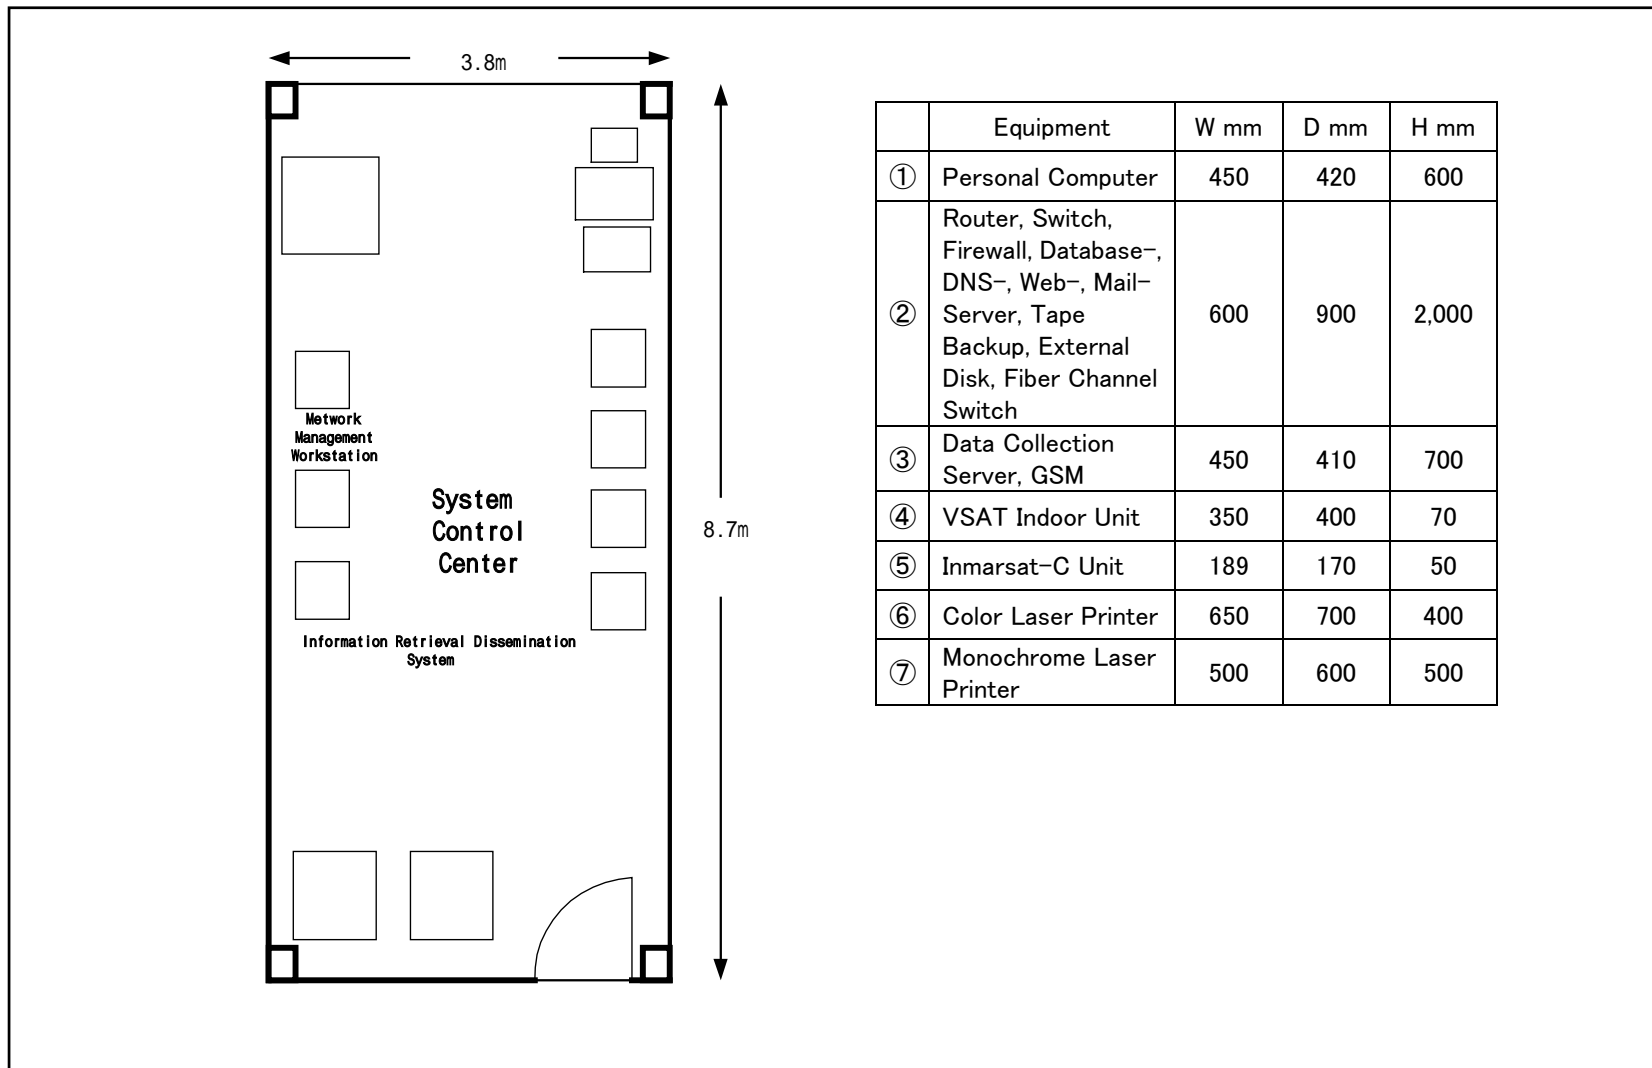 3.8m
Metwork
Management
Workstation
System
Control
Center
8.7m
Information Retrieval Dissemination
System
Equipment W mm D mm H mm
① Personal Computer 450 420 600
② Router, Switch,
Firewall, Database-,
DNS-, Web-, Mail-
Server, Tape 600 900 2,000
Backup, External
Disk, Fiber Channel
Switch
③ Data Collection
Server, GSM 450 410 700
④ VSAT Indoor Unit 350 400 70
⑤ Inmarsat-C Unit 189 170 50
⑥ Color Laser Printer 650 700 400
⑦ Monochrome Laser
Printer 500 600 500